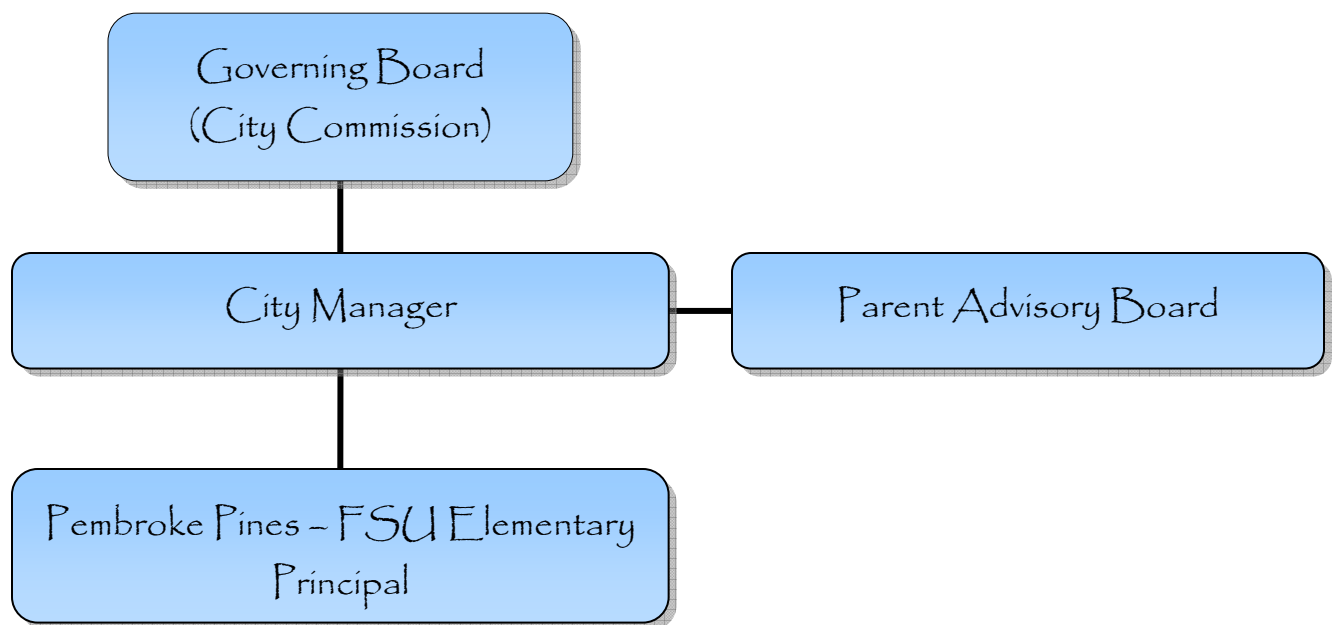 Governing Board
(City Commission)
City Manager
Parent Advisory Board
Pembroke Pines – FSU Elementary
Principal